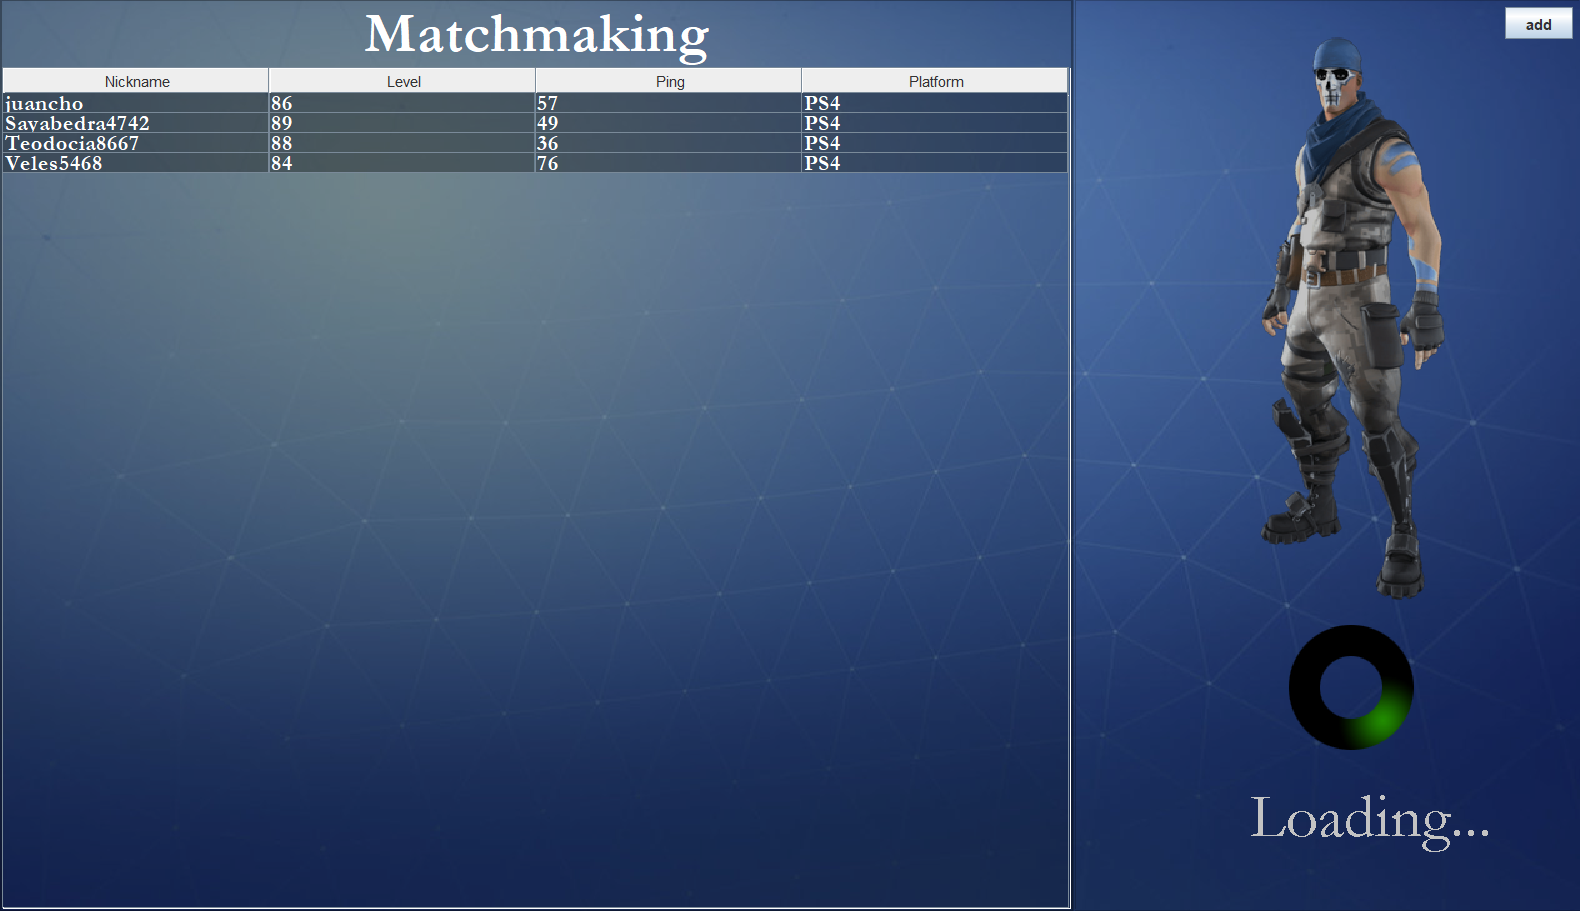 Matchmaking
add
Nickname Level Ping Platform
juancho 86 57 PS4
Sayabedra4742 89 49 PS4
Teodocia8667 88 36 PS4
Veles5468 84 76 PS4
Loading...